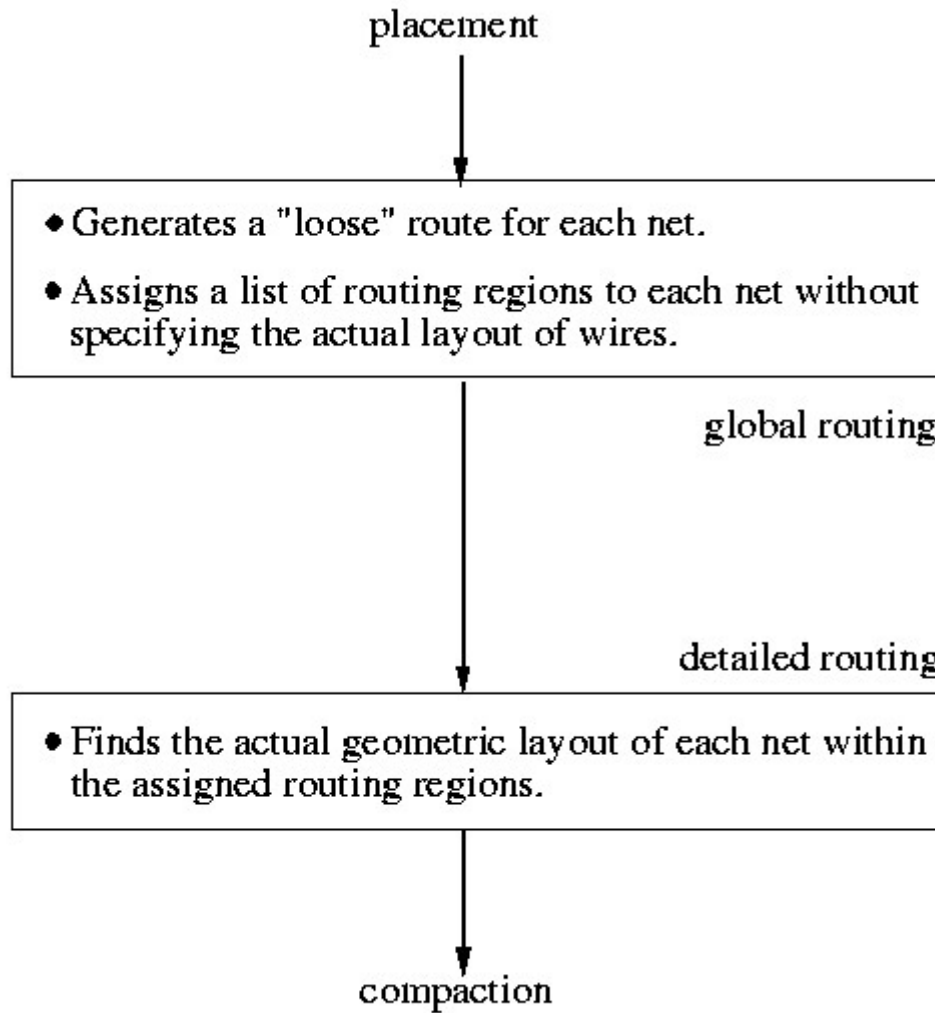 placement
• Generates a "loose" route for each net.
• Assigns a list of routing regions to each net without
specifying the actual layout of wires.
global routing
detailed routing
• Finds the actual geometric layout of each net within
the assigned routing regions.
compaction